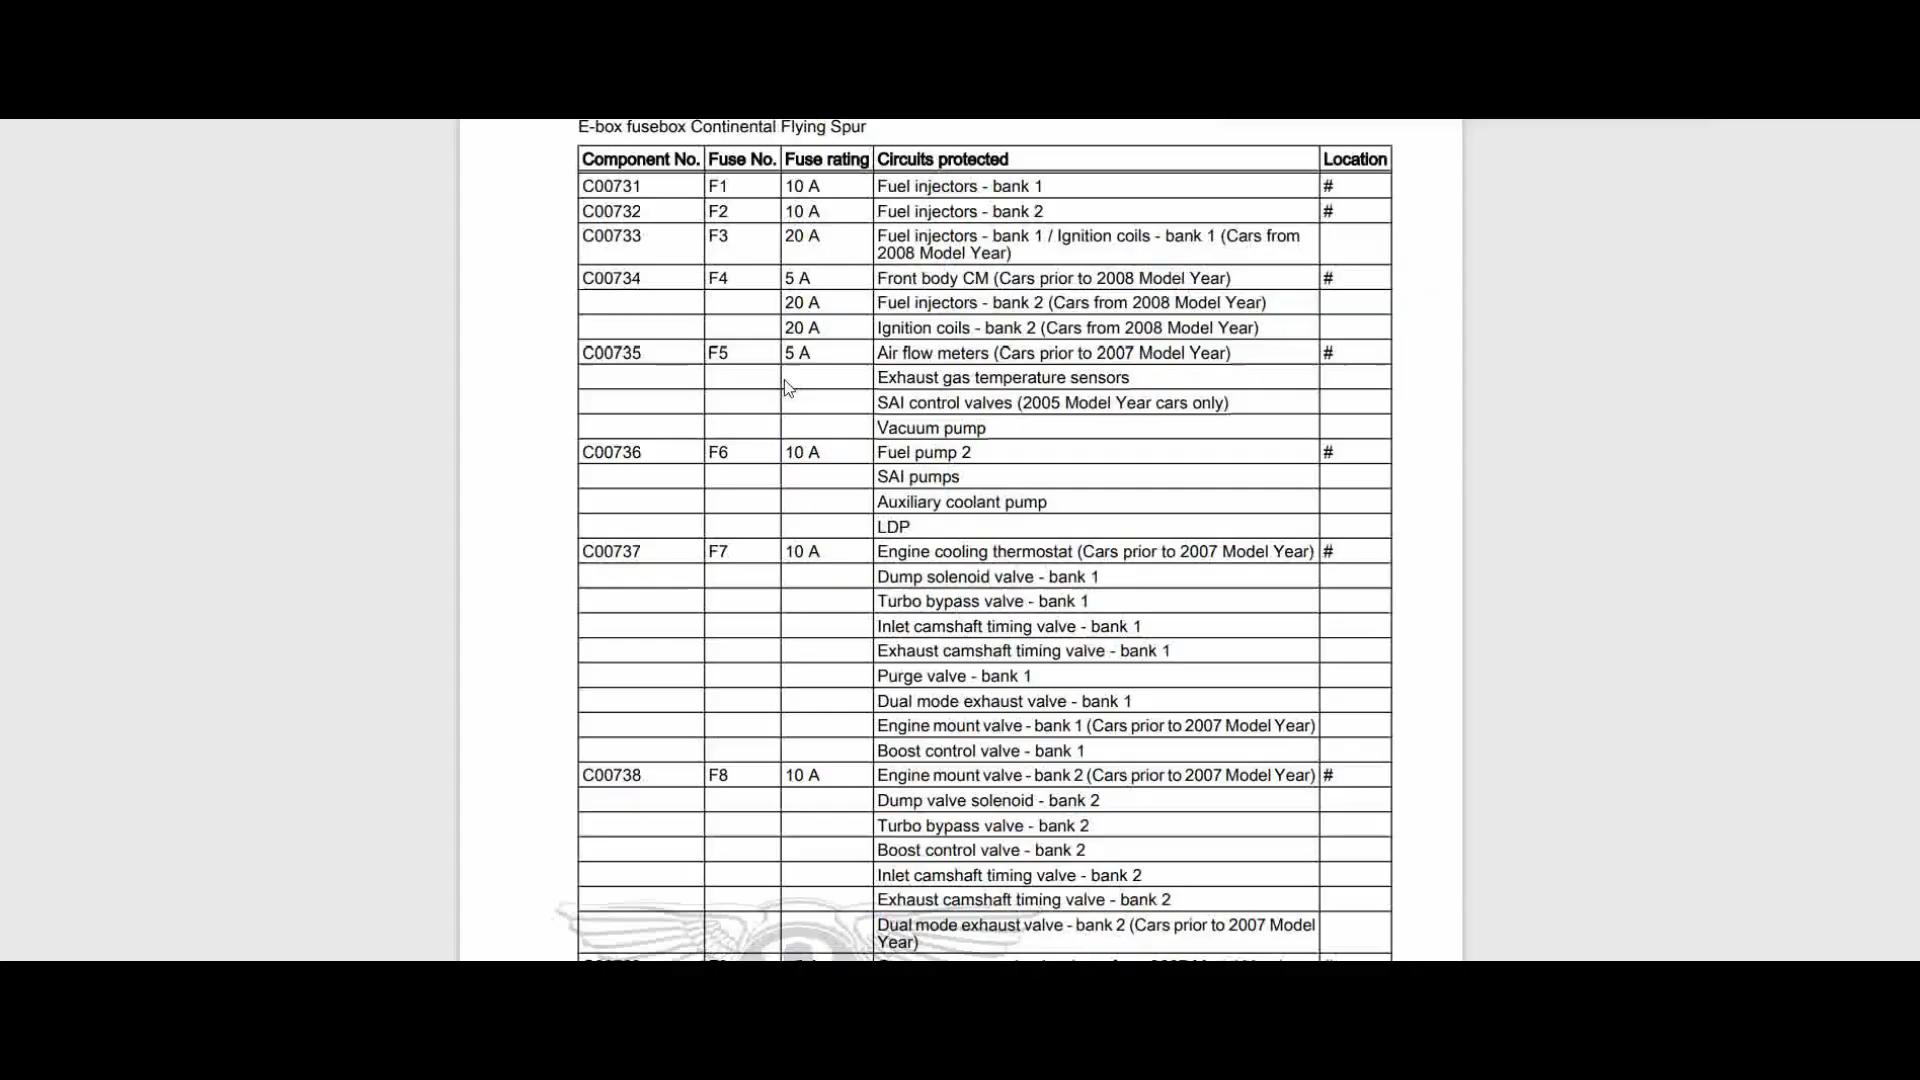 E-box fusebox Continental Flying Spur
Component No. Fuse No. Fuse rating Circuits protected Location
C00731 F1 10 A Fuel injectors - bank 1 #
C00732 F2 10 A Fuel injectors - bank 2 #
C00733 F3 20 A Fuel injectors - bank 1 / Ignition coils - bank 1 (Cars from
2008 Model Year)
C00734 F4 5 A Front body CM (Cars prior to 2008 Model Year) #
20 A Fuel injectors - bank 2 (Cars from 2008 Model Year)
20 A Ignition coils - bank 2 (Cars from 2008 Model Year)
C00735 F5 5 A Air flow meters (Cars prior to 2007 Model Year) #
Exhaust gas temperature sensors
SAI control valves (2005 Model Year cars only)
Vacuum pump
C00736 F6 10 A Fuel pump 2 #
SAI pumps
Auxiliary coolant pump
LDP
C00737 F7 10 A Engine cooling thermostat (Cars prior to 2007 Model Year) #
Dump solenoid valve - bank 1
Turbo bypass valve - bank 1
Inlet camshaft timing valve - bank 1
Exhaust camshaft timing valve - bank 1
Purge valve - bank 1
Dual mode exhaust valve - bank 1
Engine mount valve - bank 1 (Cars prior to 2007 Model Year)
Boost control valve - bank 1
C00738 F8 10 A Engine mount valve - bank 2 (Cars prior to 2007 Model Year) #
Dump valve solenoid - bank 2
Turbo bypass valve - bank 2
Boost control valve - bank 2
Inlet camshaft timing valve - bank 2
Exhaust camshaft timing valve - bank 2
Dual mode exhaust valve - bank 2 (Cars prior to 2007 Model
Year)